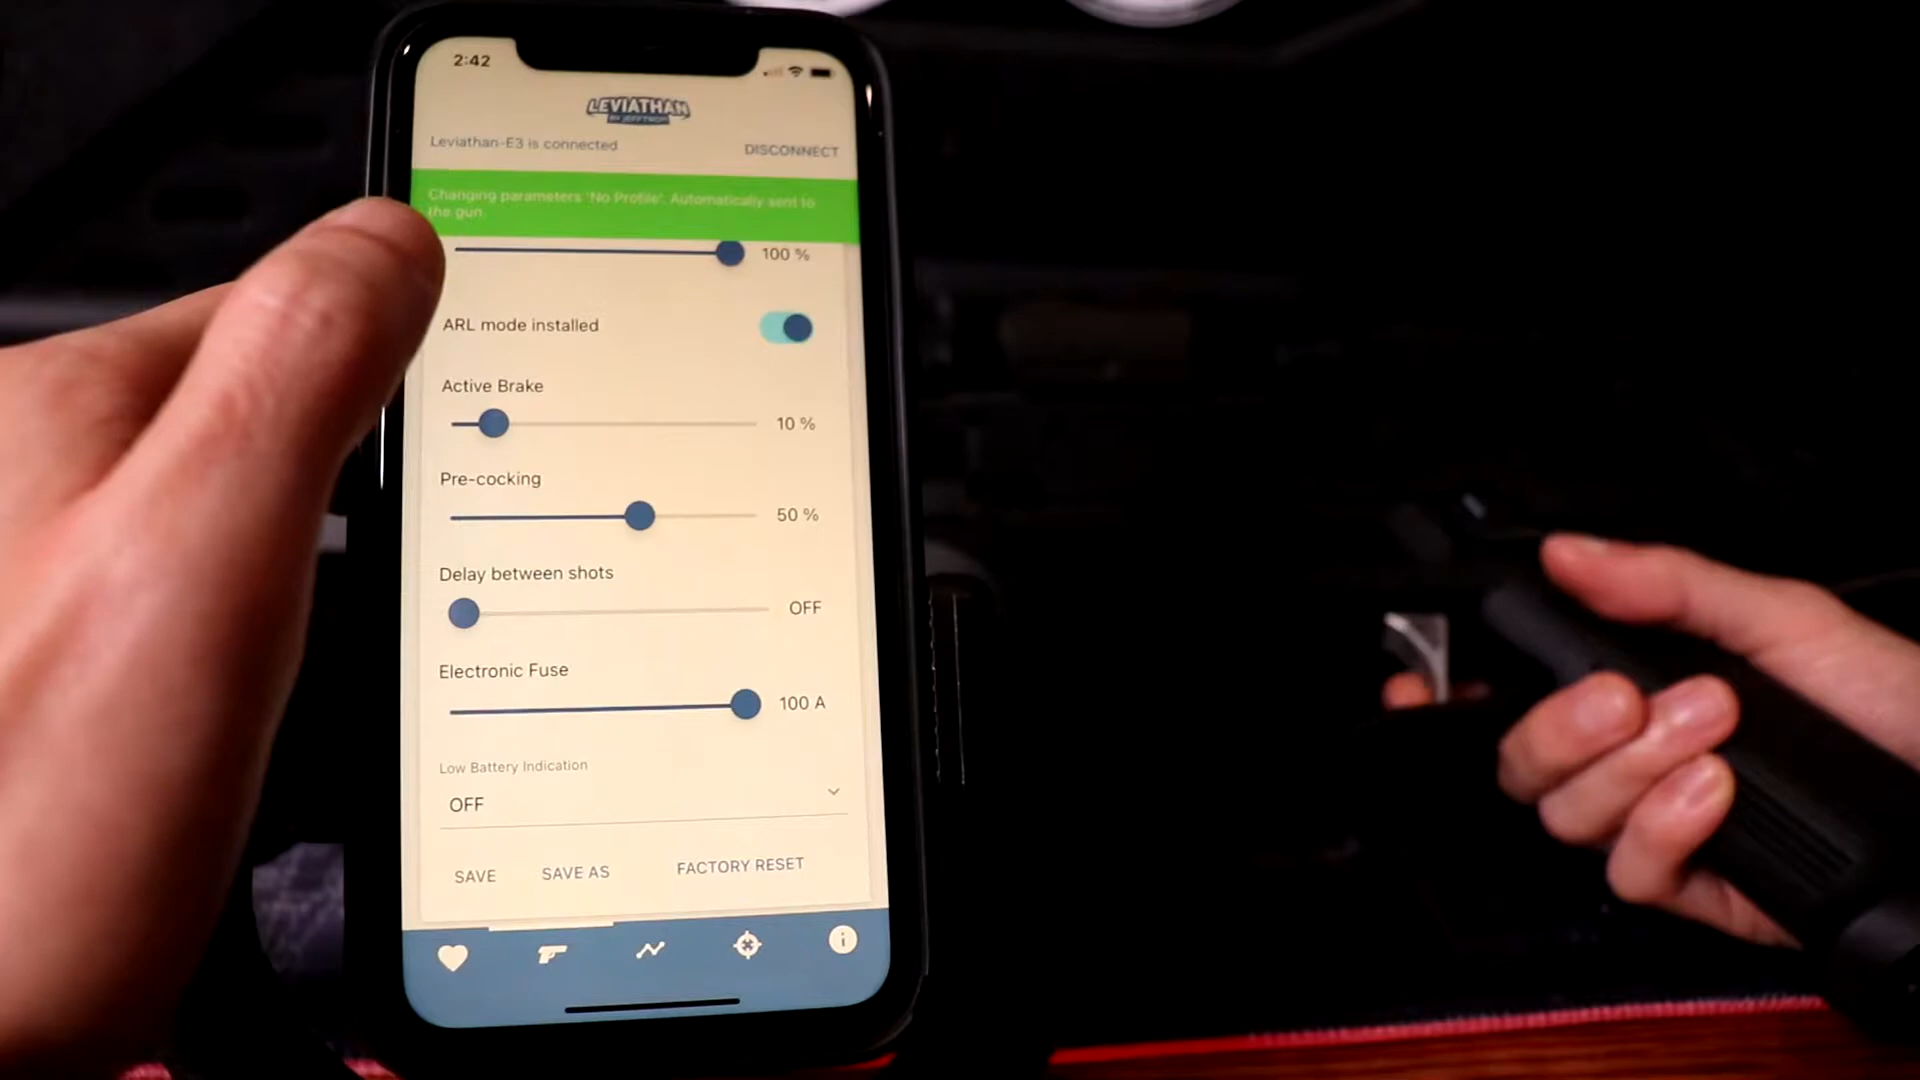 2:42
LEVIATHAN
BY JEFFTRON
Leviathan-E3 is connected
DISCONNECT
Changing parameters 'No Profile'. Automatically sent to
the gun.
100 %
ARL mode installed
Active Brake
10 %
Pre-cocking
50 %
Delay between shots
OFF
Electronic Fuse
100 A
Low Battery Indication
OFF
SAVE
SAVE AS
FACTORY RESET